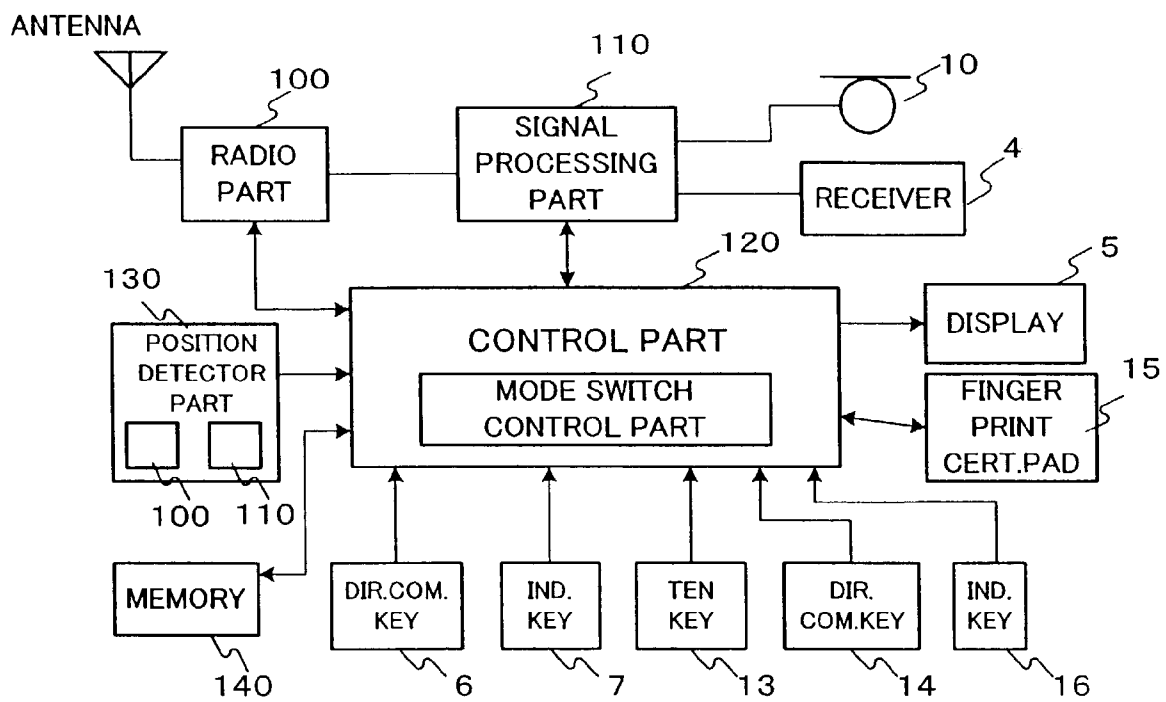 ANTENNA
100
RADIO
PART
110
SIGNAL
PROCESSING
PART
10
4
RECEIVER
120
CONTROL PART
MODE SWITCH
CONTROL PART
130
POSITION
DETECTOR
PART
100
110
5
DISPLAY
15
FINGER
PRINT
CERT.PAD
MEMORY
140
DIR.COM.
KEY
6
IND.
KEY
7
TEN
KEY
13
DIR.
COM.KEY
14
IND.
KEY
16